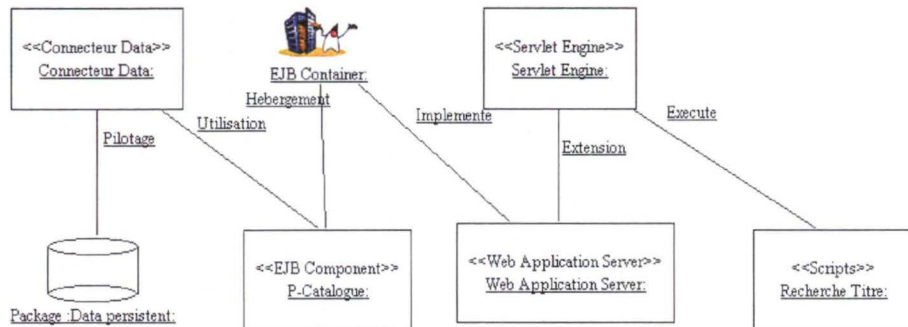 <<Connecteur Data>>
Connecteur Data:
EJB Container:
<<Servlet Engine>>
Servlet Engine:
Hebergement
Utilisation
Pilotage
Implemente
Extension
Execute
Package :Data persistent:
<<EJB Component>>
P-Catalogue:
<<Web Application Server>>
Web Application Server:
<<Scripts>>
Recherche Titre: